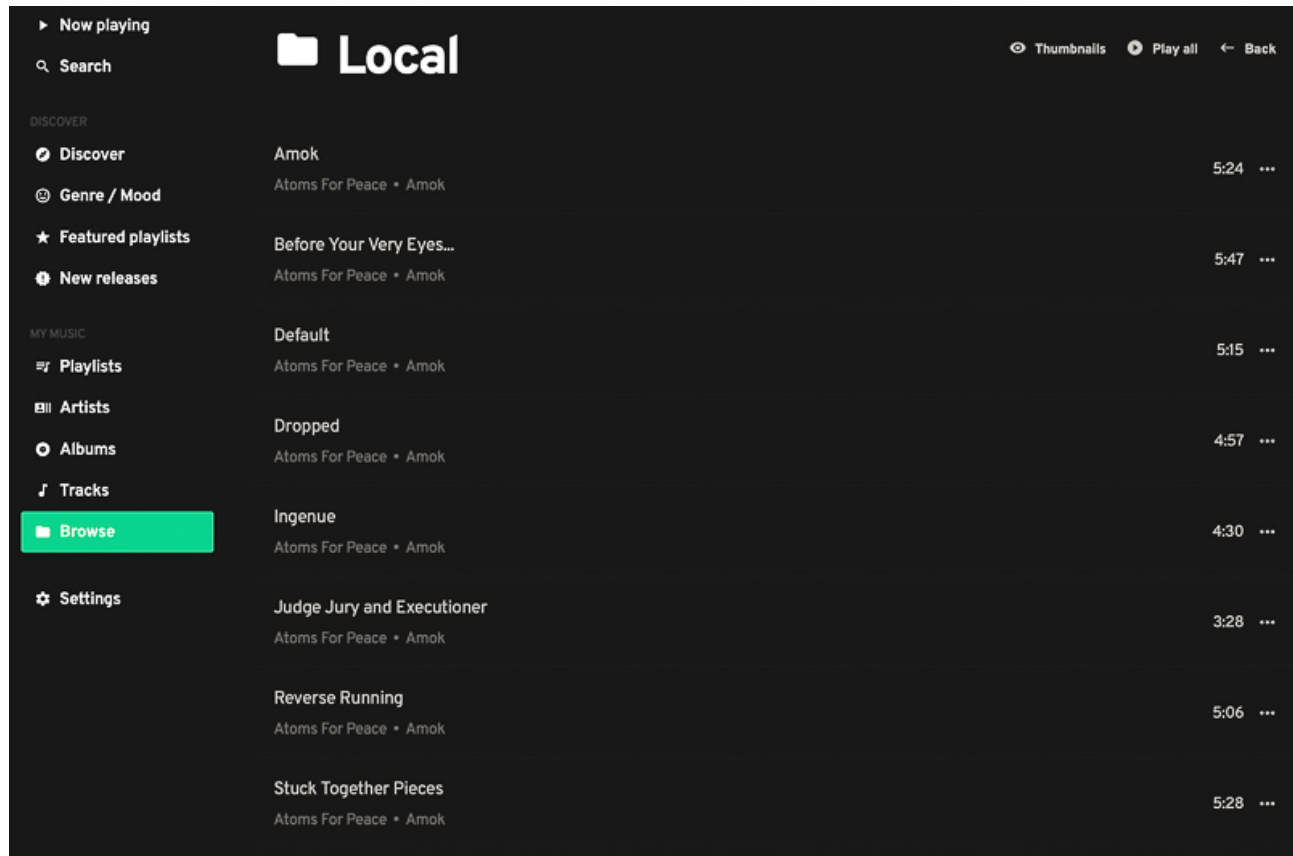 Now playing
Search
DISCOVER
Discover
Genre / Mood
Featured playlists
New releases
MY MUSIC
Playlists
Artists
Albums
Tracks
Browse
Settings
Local
Thumbnails Play all Back
Amok
Atoms For Peace • Amok
5:24
Before Your Very Eyes...
Atoms For Peace • Amok
5:47
Default
Atoms For Peace • Amok
5:15
Dropped
Atoms For Peace • Amok
4:57
Ingenue
Atoms For Peace • Amok
4:30
Judge Jury and Executioner
Atoms For Peace • Amok
3:28
Reverse Running
Atoms For Peace • Amok
5:06
Stuck Together Pieces
Atoms For Peace • Amok
5:28